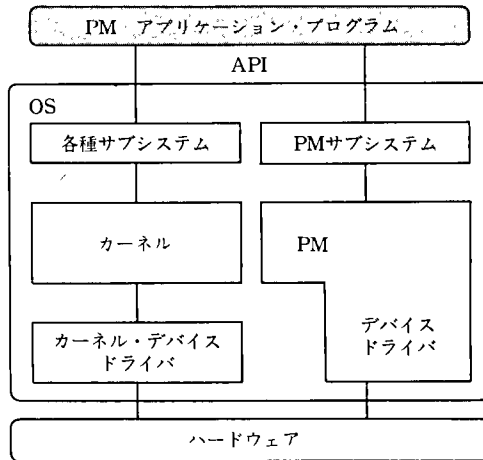 PM アプリケーション・プログラム
API
OS
各種サブシステム
PMサブシステム
カーネル
PM
カーネル・デバイス
ドライバ
デバイス
ドライバ
ハードウェア